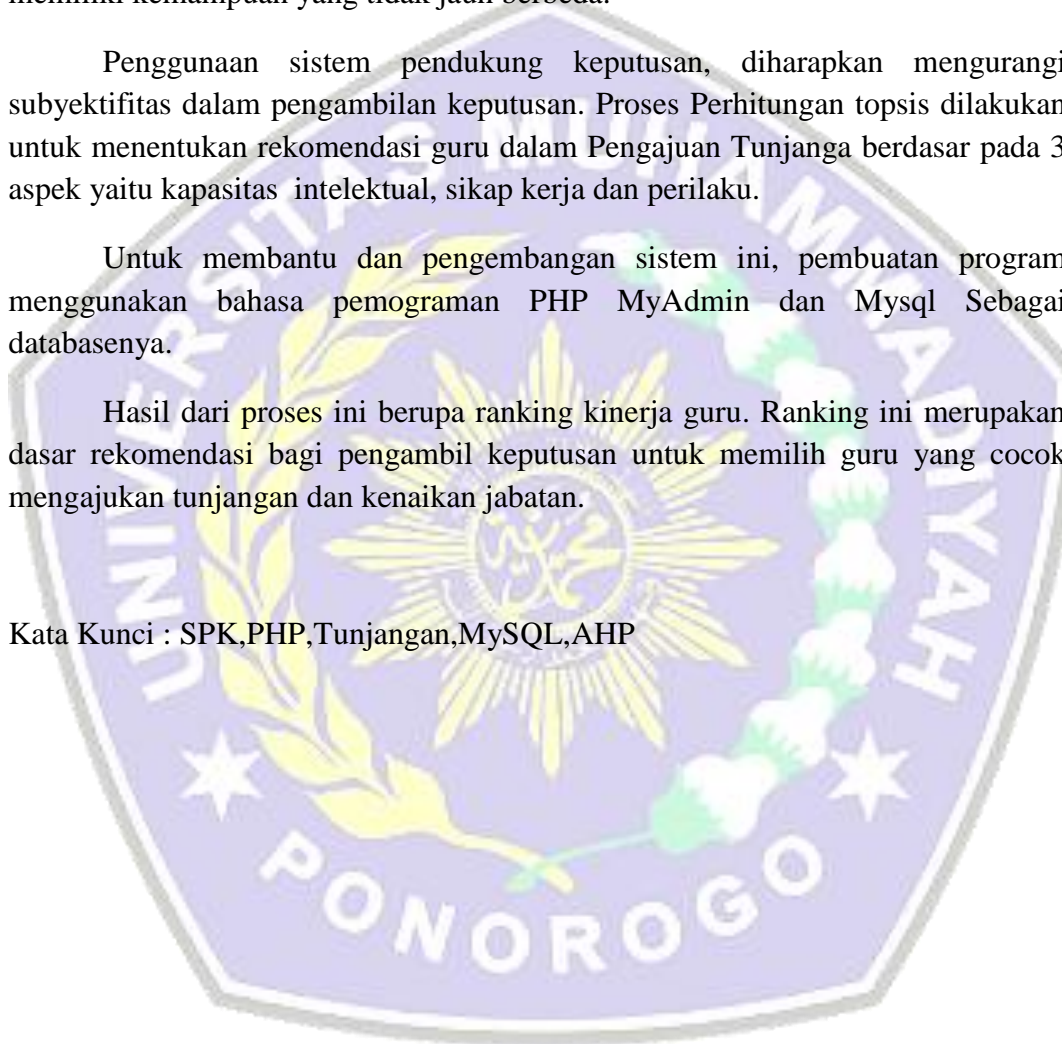 memiliki kemampuan yang tidak jauh berbeda.
Penggunaan sistem pendukung keputusan, diharapkan mengurangi
subyektifitas dalam pengambilan keputusan. Proses Perhitungan topsis dilakukan
untuk menentukan rekomendasi guru dalam Pengajuan Tunjanga berdasar pada 3
aspek yaitu kapasitas intelektual, sikap kerja dan perilaku.
Untuk membantu dan pengembangan sistem ini, pembuatan program
menggunakan bahasa pemograman PHP MyAdmin dan Mysql Sebagai
databasenya.
Hasil dari proses ini berupa ranking kinerja guru. Ranking ini merupakan
dasar rekomendasi bagi pengambil keputusan untuk memilih guru yang cocok
mengajukan tunjangan dan kenaikan jabatan.
Kata Kunci : SPK,PHP,Tunjangan,MySQL,AHP
UNIVERSITAS MUHAMMADIYAH
PONOROGO